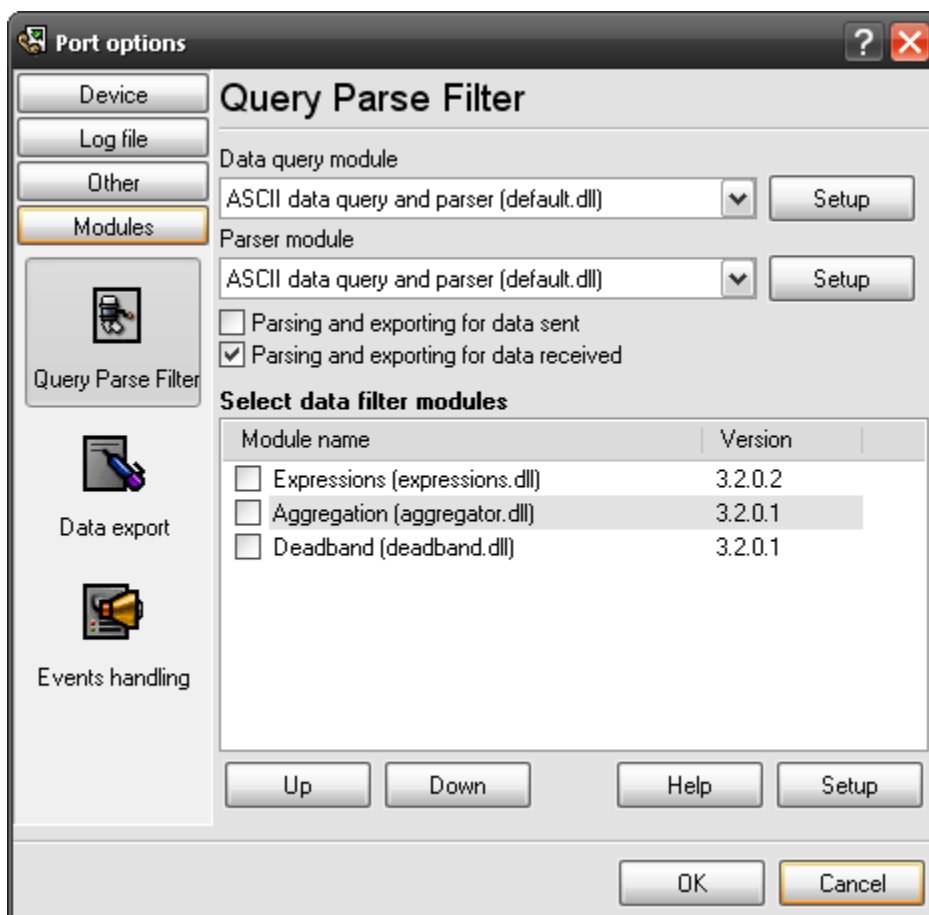 Port options
Device
Log file
Other
Modules
Query Parse Filter
Data export
Events handling
Query Parse Filter
Data query module
ASCII data query and parser (default.dll) Setup
Parser module
ASCII data query and parser (default.dll) Setup
Parsing and exporting for data sent
Parsing and exporting for data received
Select data filter modules
Module name Version
Expressions (expressions.dll) 3.2.0.2
Aggregation (aggregator.dll) 3.2.0.1
Deadband (deadband.dll) 3.2.0.1
Up Down Help Setup
OK Cancel